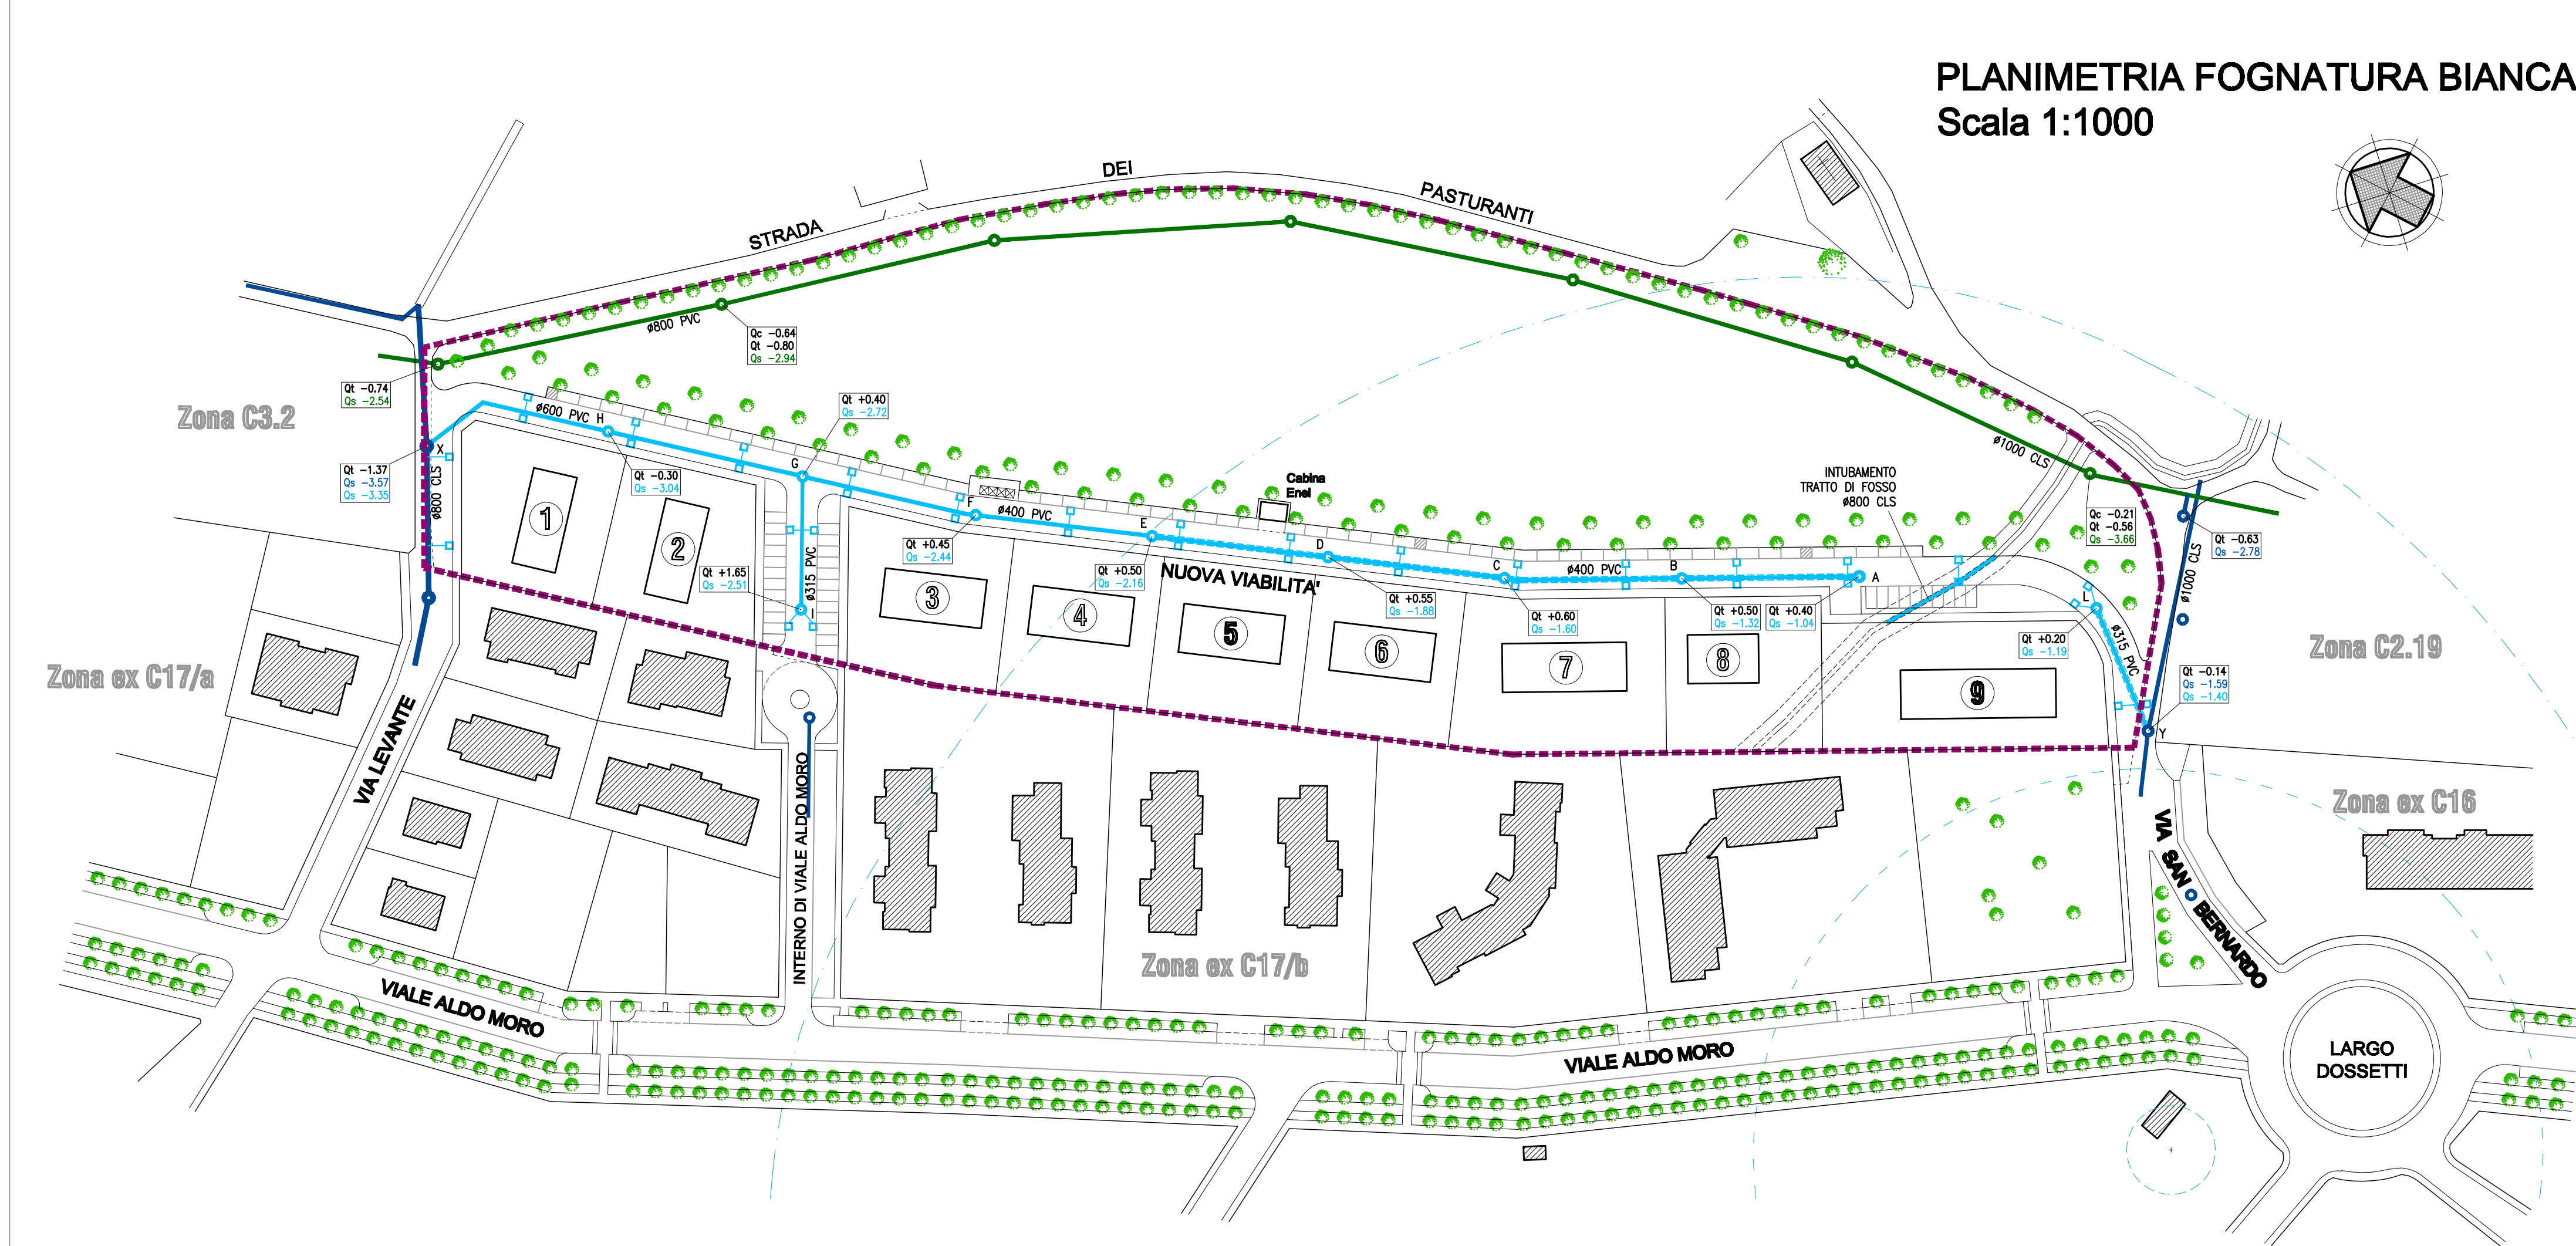 PLANIMETRIA FOGNATURA BIANCA
Scala 1:1000
STRADA
DEI
PASTURANTI
ø800 PVC
Qc -0.64
Qt -0.80
Qs -2.94
Qt -0.74
Qs -2.54
Zona C3.2
ø600 PVC
H
Qt +0.40
Qs -2.72
G
X
Qt -1.37
Qs -3.57
Qs -3.35
ø800 CLS
Qt -0.30
Qs -3.04
ø1000 CLS
INTUBAMENTO
TRATTO DI FOSSO
ø800 CLS
Cabina
Enel
F
ø400 PVC
E
D
C
ø400 PVC
B
A
Qc -0.21
Qt -0.56
Qs -3.66
Qt -0.63
Qs -2.78
ø1000 CLS
1
2
Qt +0.45
Qs -2.44
Qt +0.50
Qs -2.16
NUOVA VIABILITA'
Qt +1.65
Qs -2.51
ø315 PVC
I
Qt +0.55
Qs -1.88
Qt +0.60
Qs -1.60
Qt +0.50
Qs -1.32
Qt +0.40
Qs -1.04
L
Qt +0.20
Qs -1.19
ø315 PVC
3
4
5
6
7
8
9
Zona C2.19
Qt -0.14
Qs -1.59
Qs -1.40
Y
Zona ex C17/a
VIA LEVANTE
INTERNO DI VIALE ALDO MORO
Zona ex C16
VIA SAN BERNARDO
Zona ex C17/b
VIALE ALDO MORO
VIALE ALDO MORO
LARGO
DOSSETTI